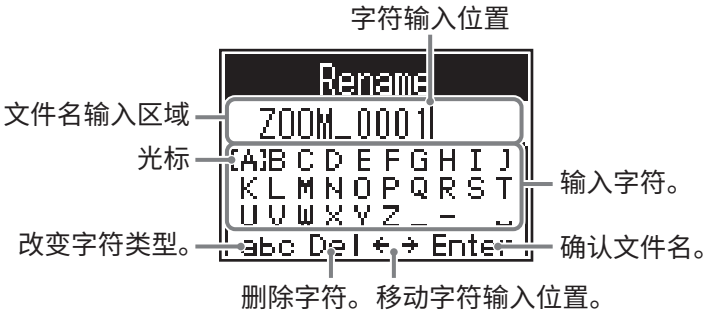 字符输入位置
Rename
文件名输入区域
ZOOM_0001
光标
[A]B C D E F G H I J
K L M N O P Q R S T
输入字符。
U V W X Y Z _ - ␣
改变字符类型。
abc Del ←→ Enter
确认文件名。
删除字符。 移动字符输入位置。